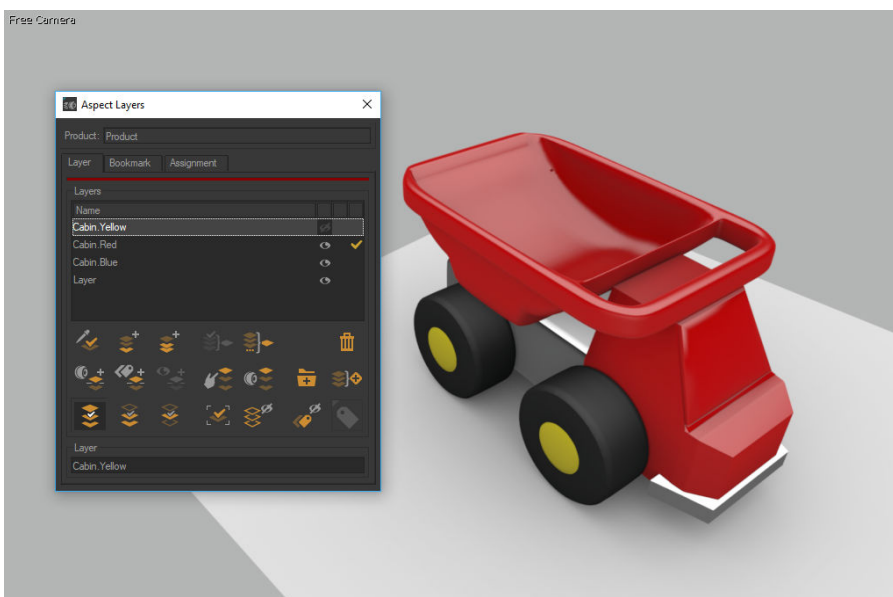 Free Camera
Aspect Layers
Product: Product
Layer Bookmark Assignment
Layers
Name
Cabin.Yellow
Cabin.Red
Cabin.Blue
Layer
Layer
Cabin.Yellow